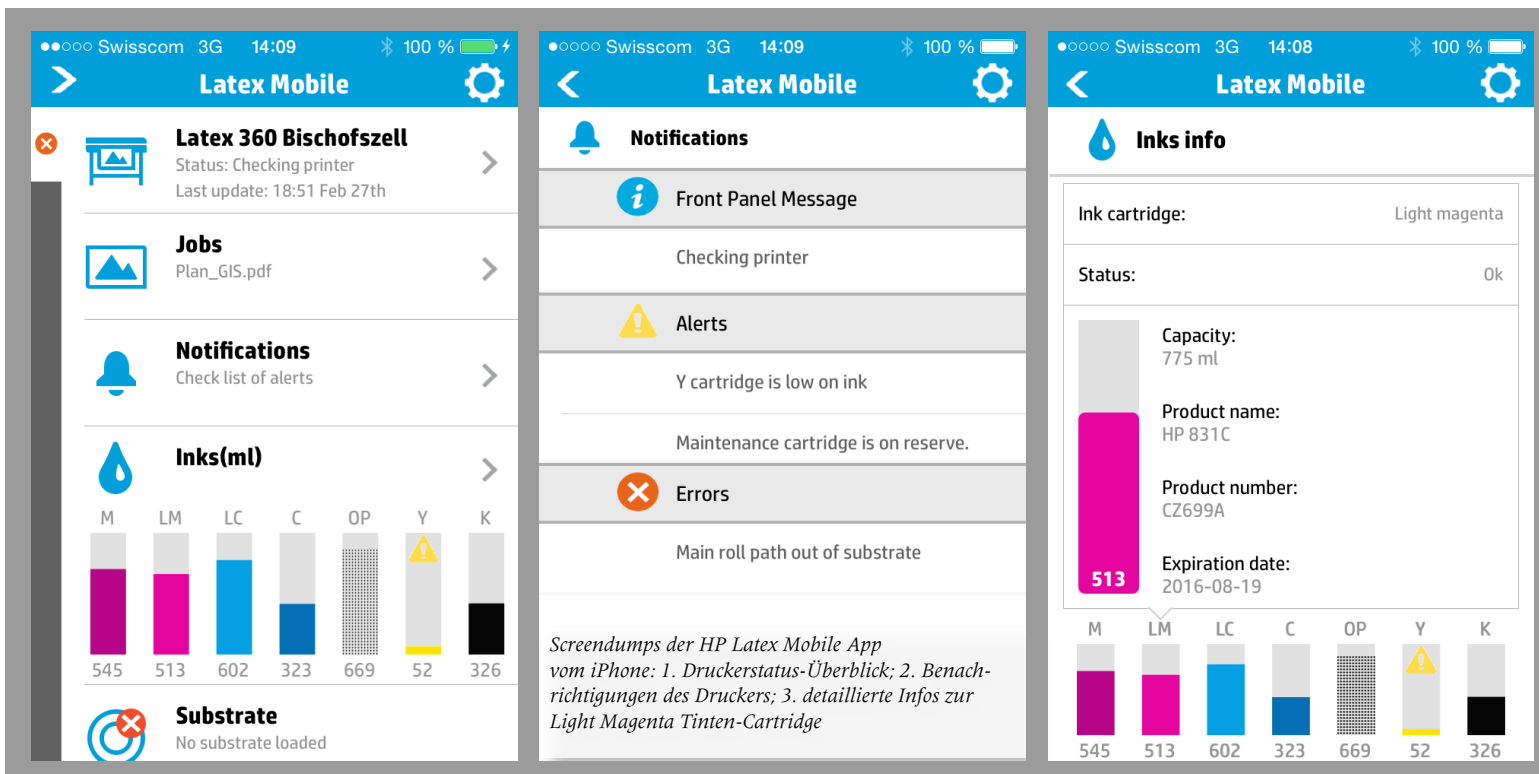 Swisscom 3G 14:09 100 %
Latex Mobile
Latex 360 Bischofszell
Status: Checking printer
Last update: 18:51 Feb 27th
Jobs
Plan_GIS.pdf
Notifications
Check list of alerts
Inks(ml)
M LM LC C OP Y K
545 513 602 323 669 52 326
Substrate
No substrate loaded
Swisscom 3G 14:09 100 %
Latex Mobile
Notifications
Front Panel Message
Checking printer
Alerts
Y cartridge is low on ink
Maintenance cartridge is on reserve.
Errors
Main roll path out of substrate
Screendumps der HP Latex Mobile App
vom iPhone: 1. Druckerstatus-Überblick; 2. Benach-
richtigungen des Druckers; 3. detaillierte Infos zur
Light Magenta Tinten-Cartridge
Swisscom 3G 14:08 100 %
Latex Mobile
Inks info
Ink cartridge: Light magenta
Status: Ok
Capacity:
775 ml
Product name:
HP 831C
Product number:
CZ699A
Expiration date:
2016-08-19
513
M LM LC C OP Y K
545 513 602 323 669 52 326